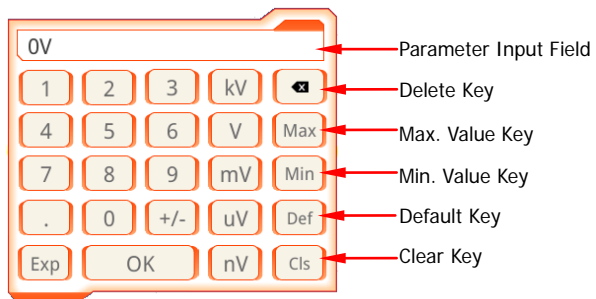 0V
Parameter Input Field
1 2 3 kV
Delete Key
4 5 6 V Max
Max. Value Key
7 8 9 mV Min
Min. Value Key
. 0 +/- uV Def
Default Key
Exp OK nV Cls
Clear Key